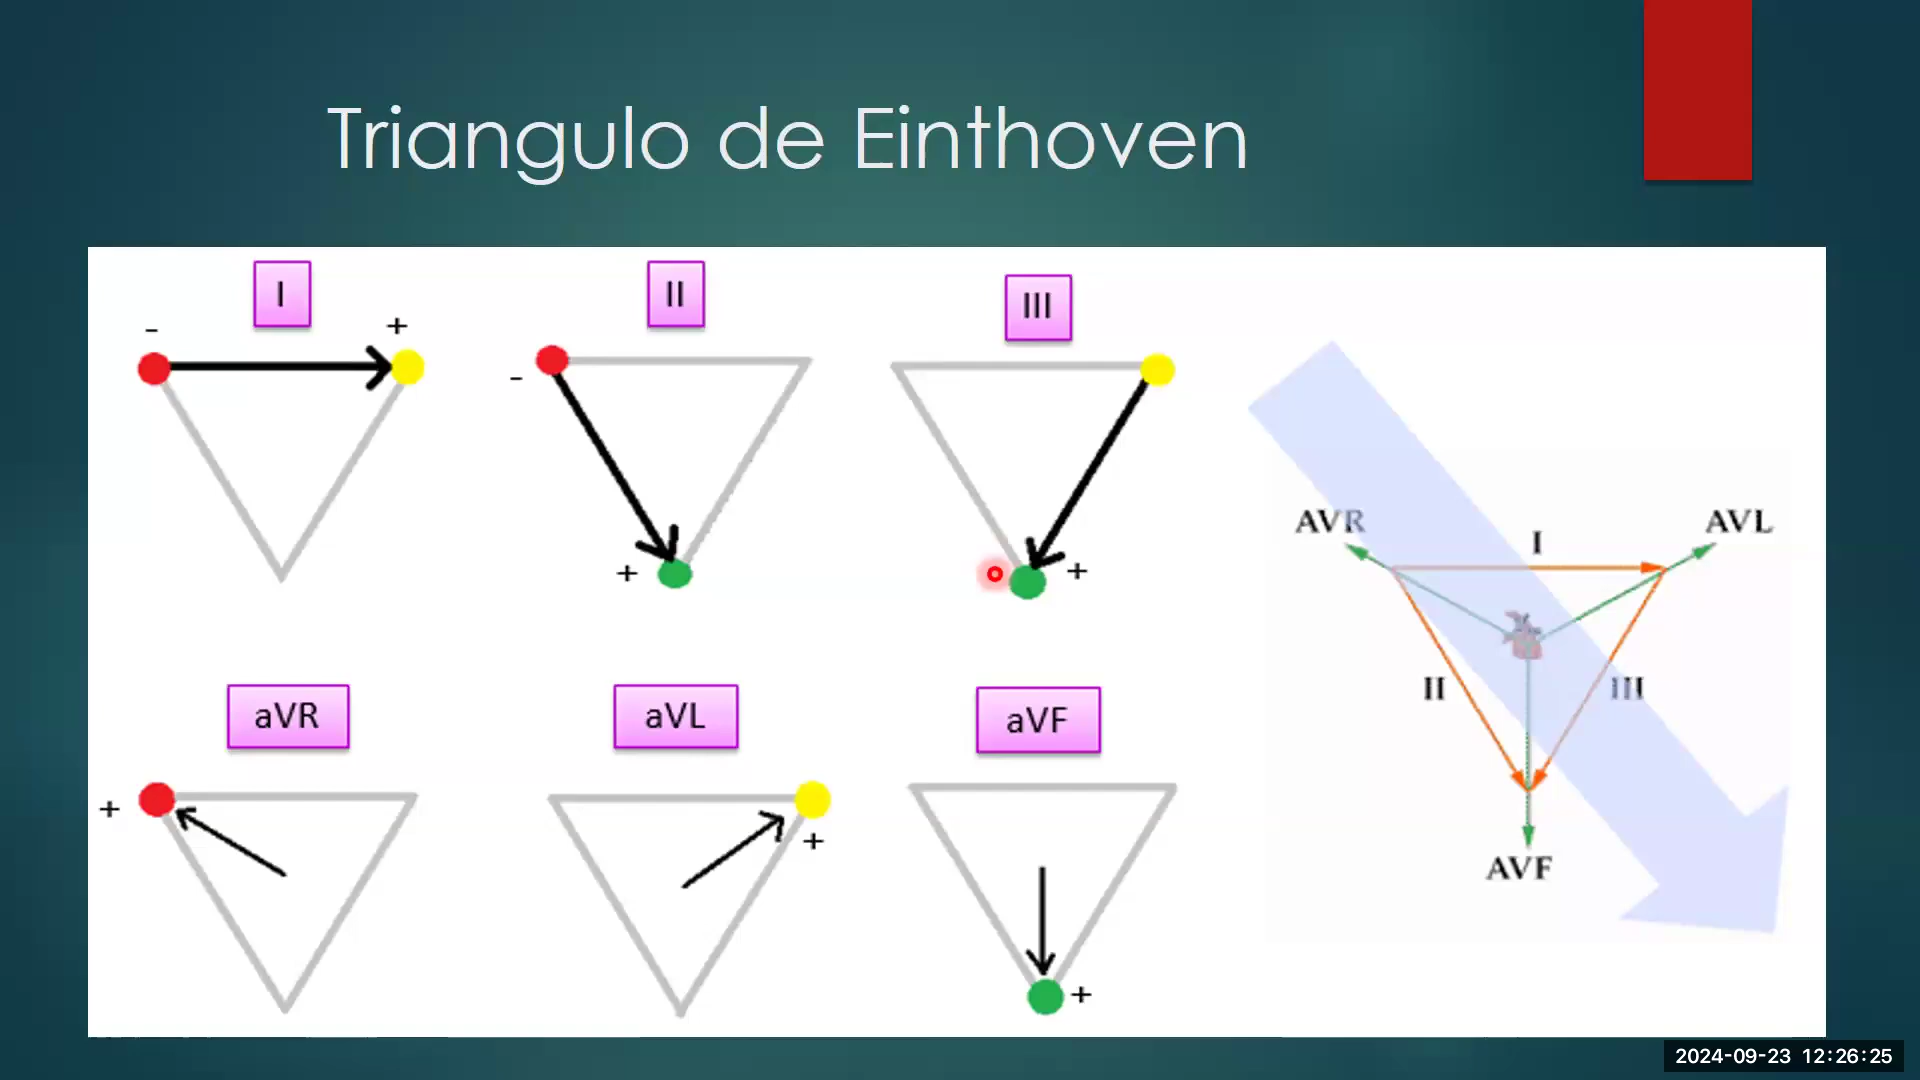 Triangulo de Einthoven
I
II
III
- +
-
+
+
AVR
AVL
I
II
III
AVF
aVR
aVL
aVF
+
+
+
2024-09-23 12:26:25